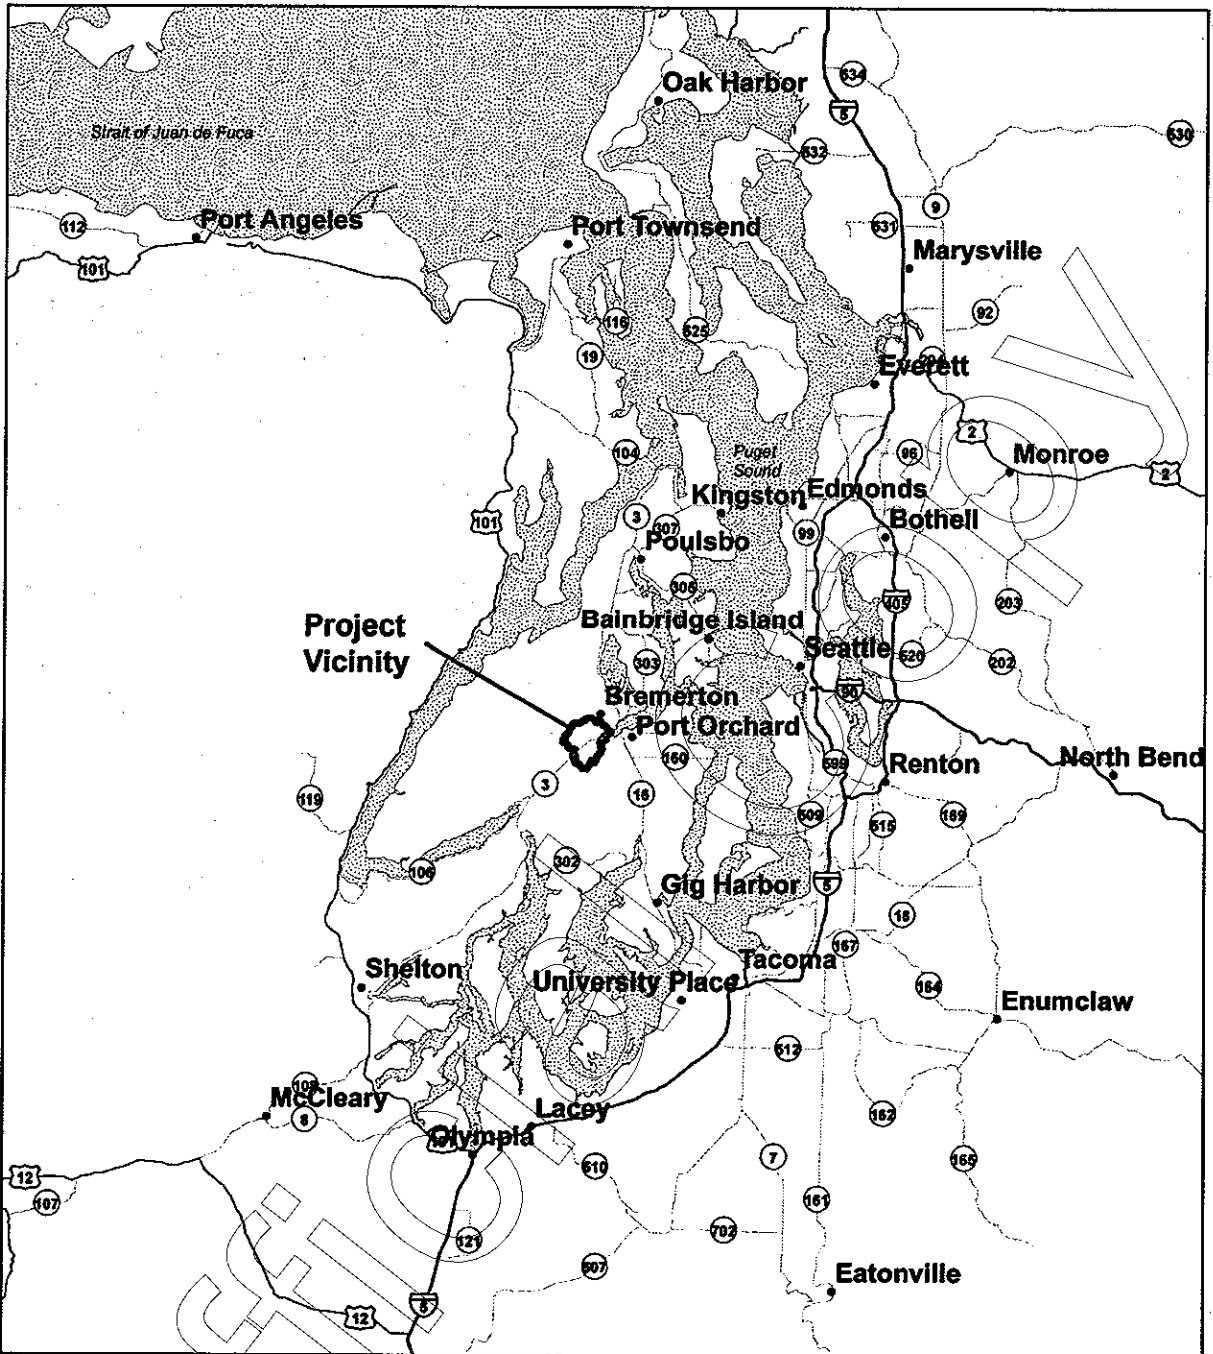 Oak Harbor
534
5
Strait of Juan de Fuca
530
532
112
Port Angeles
9
Port Townsend
531
101
Marysville
116
525
92
19
204
Everett
2
104
96
Monroe
Puget
Sound
2
Kingston
Edmonds
101
3
307
99
Bothell
Poulsbo
305
405
203
Project
Vicinity
Bainbridge Island
303
Seattle
520
202
90
Bremerton
Port Orchard
160
599
Renton
North Bend
3
119
16
509
515
169
106
302
Gig Harbor
5
18
167
Shelton
Tacoma
University Place
164
Enumclaw
512
108
McCleary
8
Lacey
162
Olympia
101
12
510
7
165
107
161
121
702
507
Eatonville
12
5